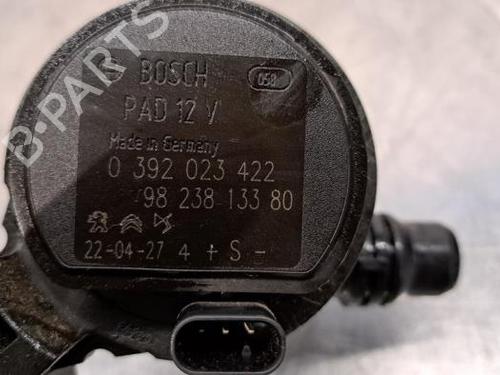 B-PARTS
BOSCH
058
PAD 12 V
Made in Germany
0 392 023 422
98 238 133 80
22-04-27 4 + S -